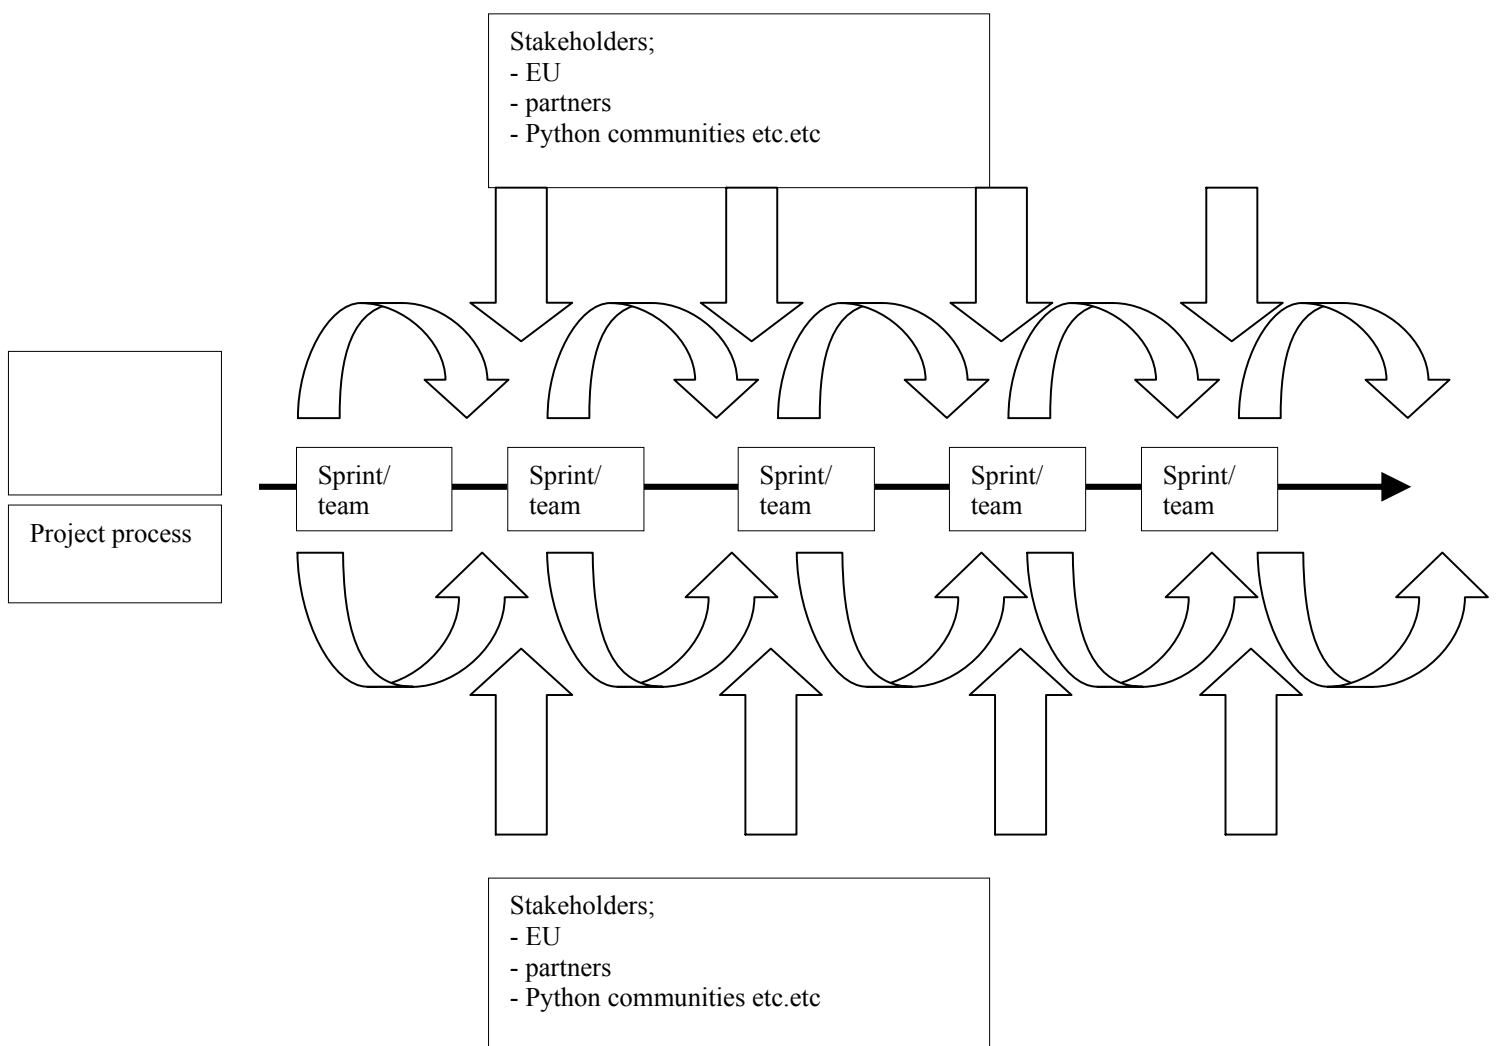 Stakeholders;
- EU
- partners
- Python communities etc.etc
Sprint/
team
Sprint/
team
Sprint/
team
Sprint/
team
Sprint/
team
Project process
Stakeholders;
- EU
- partners
- Python communities etc.etc